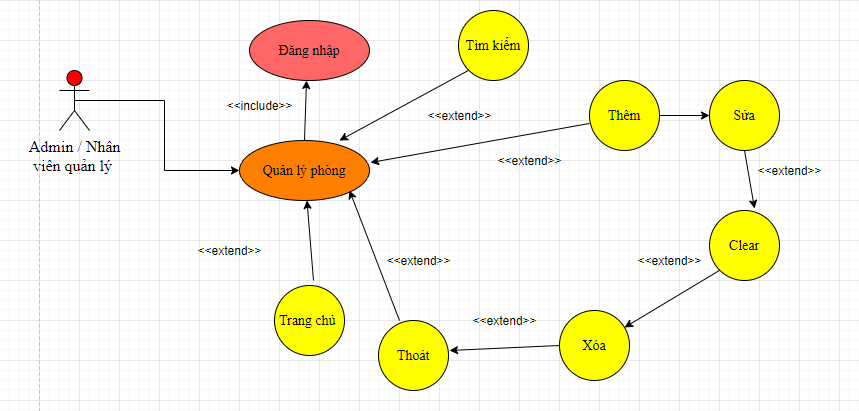 Đăng nhập
Tìm kiếm
<<include>>
<<extend>>
Thêm
Sửa
Admin / Nhân
viên quản lý
Quản lý phòng
<<extend>>
<<extend>>
<<extend>>
Clear
<<extend>>
<<extend>>
Trang chủ
<<extend>>
Thoát
Xóa